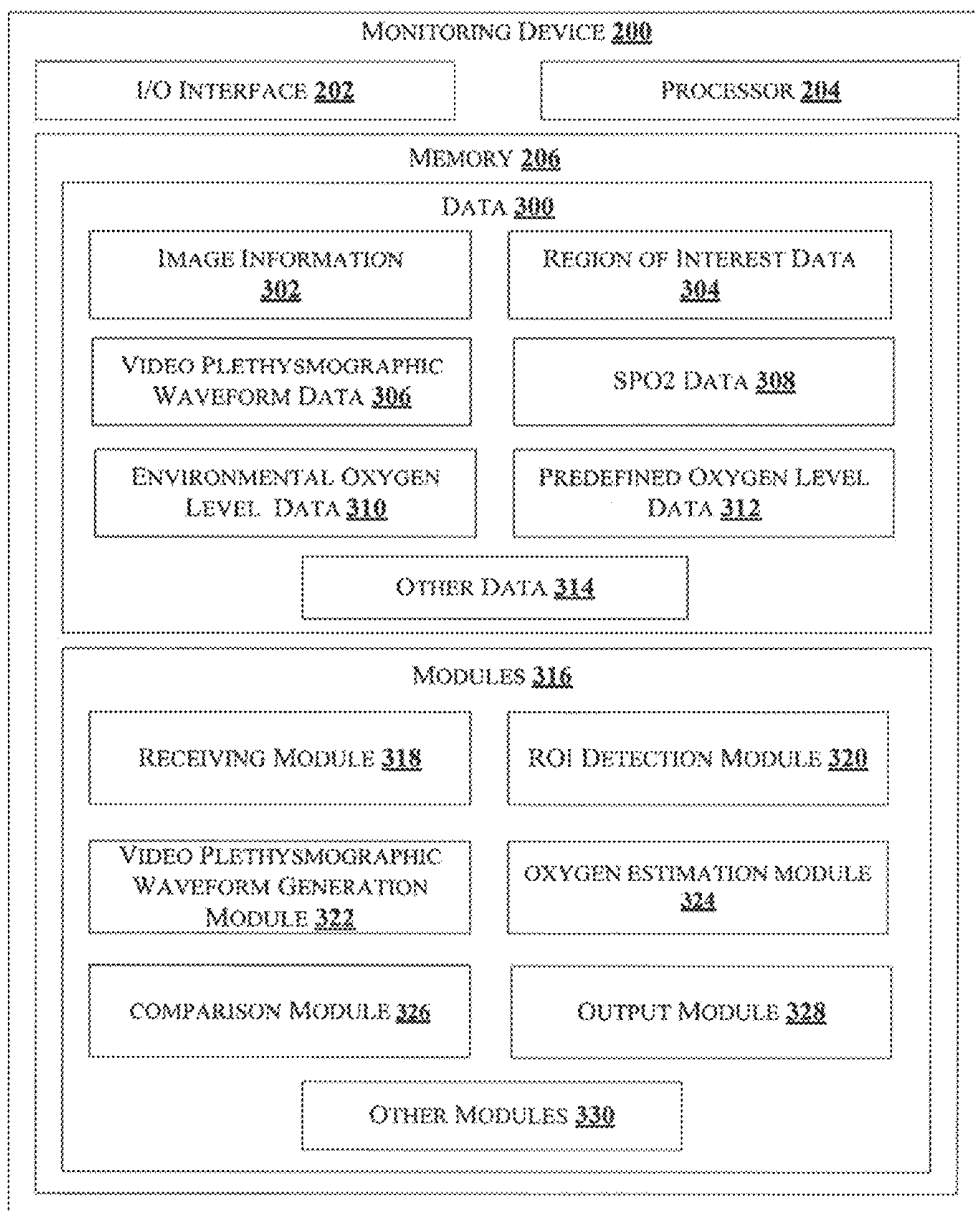 MONITORING DEVICE 200
I/O INTERFACE 202
PROCESSOR 204
MEMORY 206
DATA 300
IMAGE INFORMATION
302
REGION OF INTEREST DATA
304
VIDEO PLETHYSMOGRAPHIC
WAVEFORM DATA 306
SPO2 DATA 308
ENVIRONMENTAL OXYGEN
LEVEL DATA 310
PREDEFINED OXYGEN LEVEL
DATA 312
OTHER DATA 314
MODULES 316
RECEIVING MODULE 318
ROI DETECTION MODULE 320
VIDEO PLETHYSMOGRAPHIC
WAVEFORM GENERATION
MODULE 322
OXYGEN ESTIMATION MODULE
324
COMPARISON MODULE 326
OUTPUT MODULE 328
OTHER MODULES 330